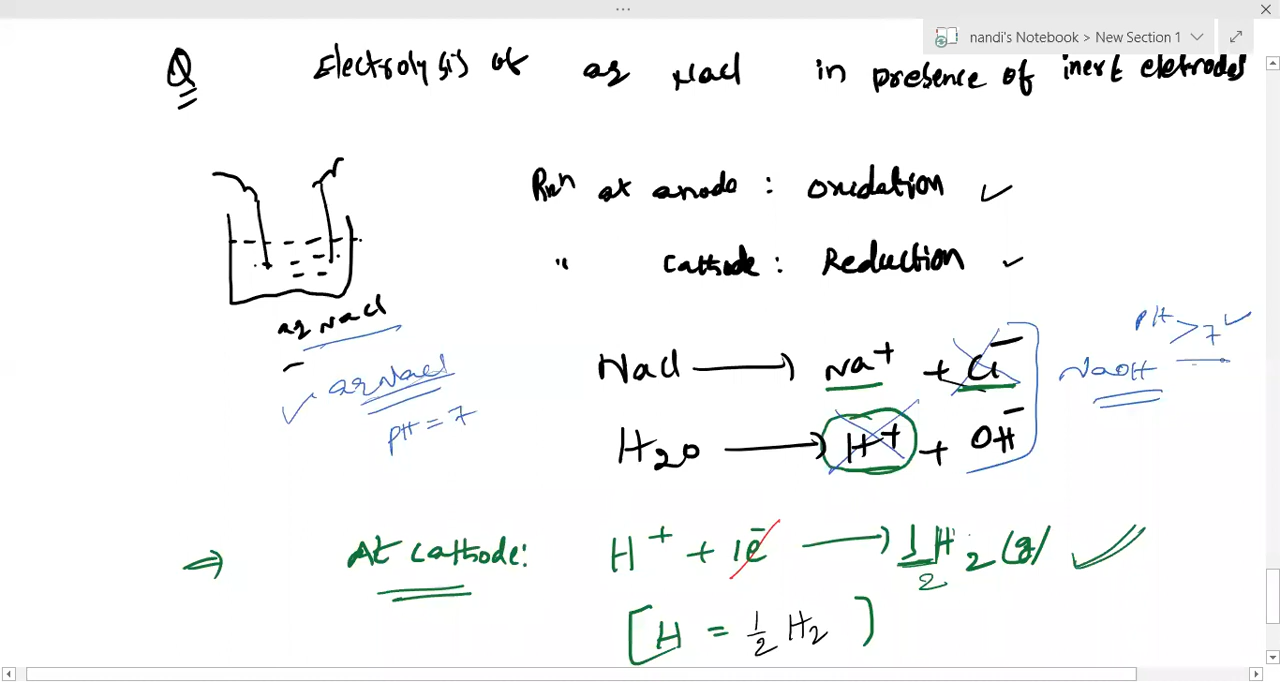 ...
nandi's Notebook > New Section 1
Q Electrolysis of aq Nacl in presence of inert eletrodes
Rxn at anode : oxidation ✓
" Cathode : Reduction ✓
aq Nacl
✓ aq Nacl
PH = 7
Nacl ⟶ Na+ + Cl−
H2O ⟶ H+ + OH−
NaOH
PH > 7 ✓
⇒ At cathode: H+ + 1e− ⟶ 1/2 H2 (g) ✓
[ H = 1/2 H2 ]